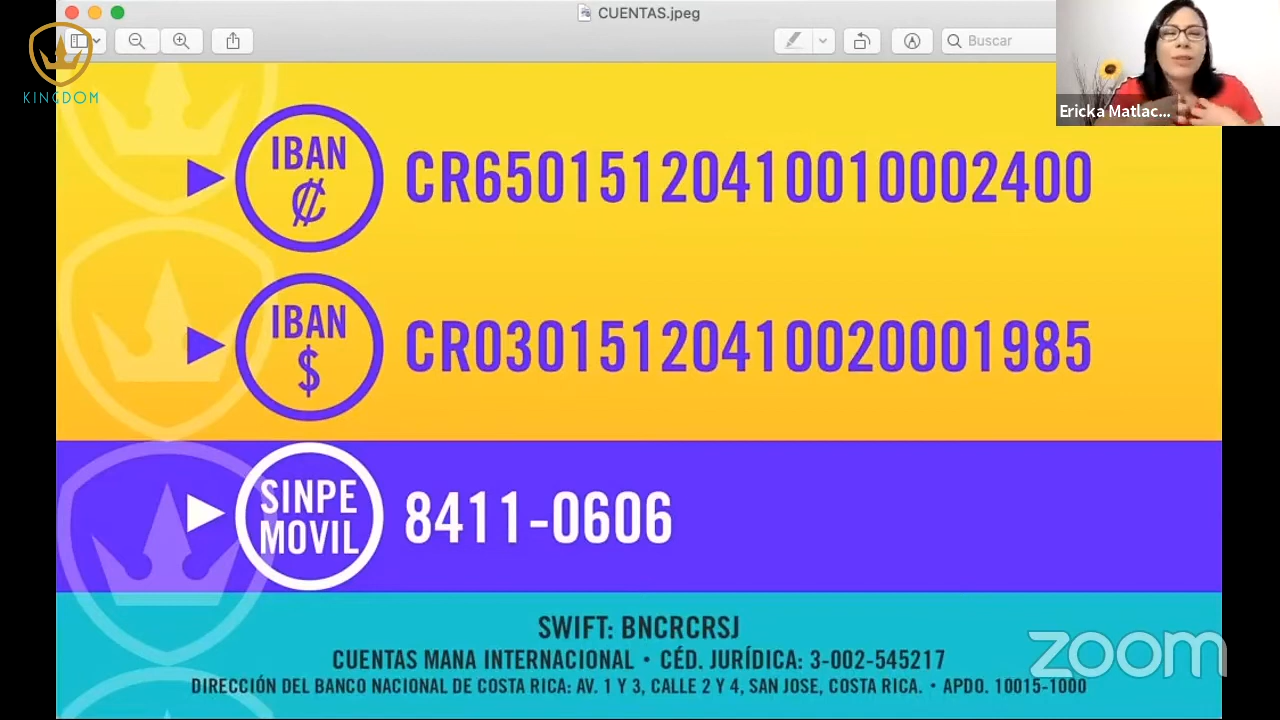 CUENTAS.jpeg
Buscar
KINGDOM
Ericka Matlac...
IBAN
₡
CR65015120410010002400
IBAN
$
CR03015120410020001985
SINPE
MOVIL
8411-0606
SWIFT: BNCRCRSJ
CUENTAS MANA INTERNACIONAL • CÉD. JURÍDICA: 3-002-545217
DIRECCIÓN DEL BANCO NACIONAL DE COSTA RICA: AV. 1 Y 3, CALLE 2 Y 4, SAN JOSE, COSTA RICA. • APDO. 10015-1000
zoom